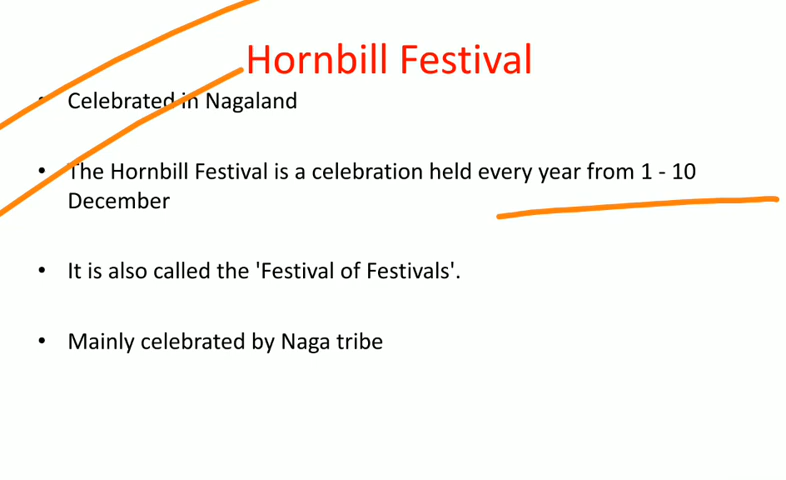 Hornbill Festival
• Celebrated in Nagaland
• The Hornbill Festival is a celebration held every year from 1 - 10
December
• It is also called the 'Festival of Festivals'.
• Mainly celebrated by Naga tribe